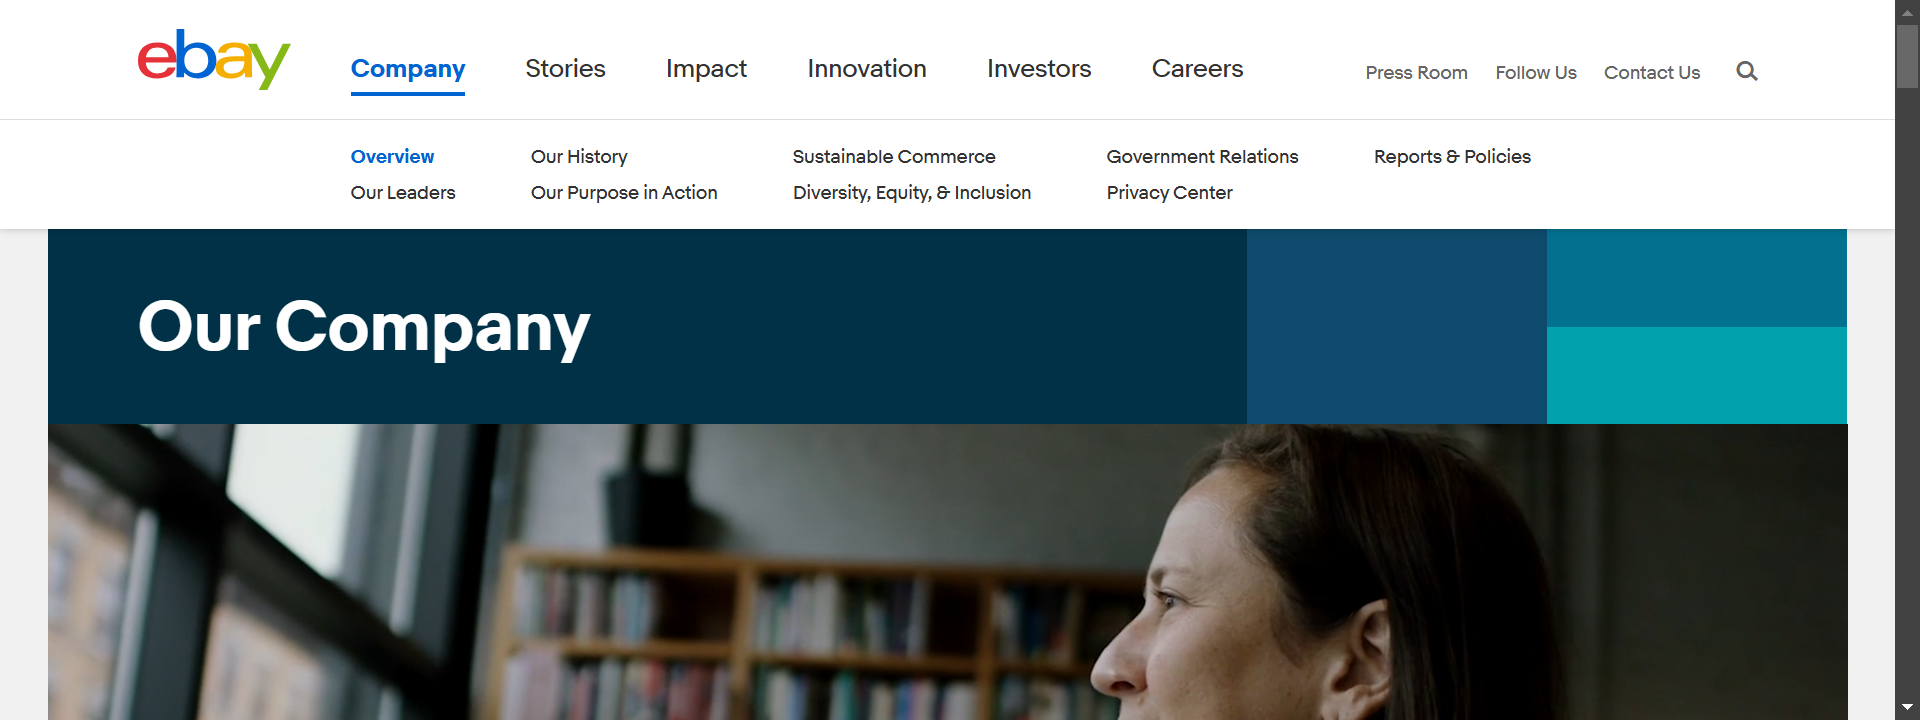 ebay
Company Stories Impact Innovation Investors Careers Press Room Follow Us Contact Us
Overview Our History Sustainable Commerce Government Relations Reports & Policies
Our Leaders Our Purpose in Action Diversity, Equity, & Inclusion Privacy Center
Our Company